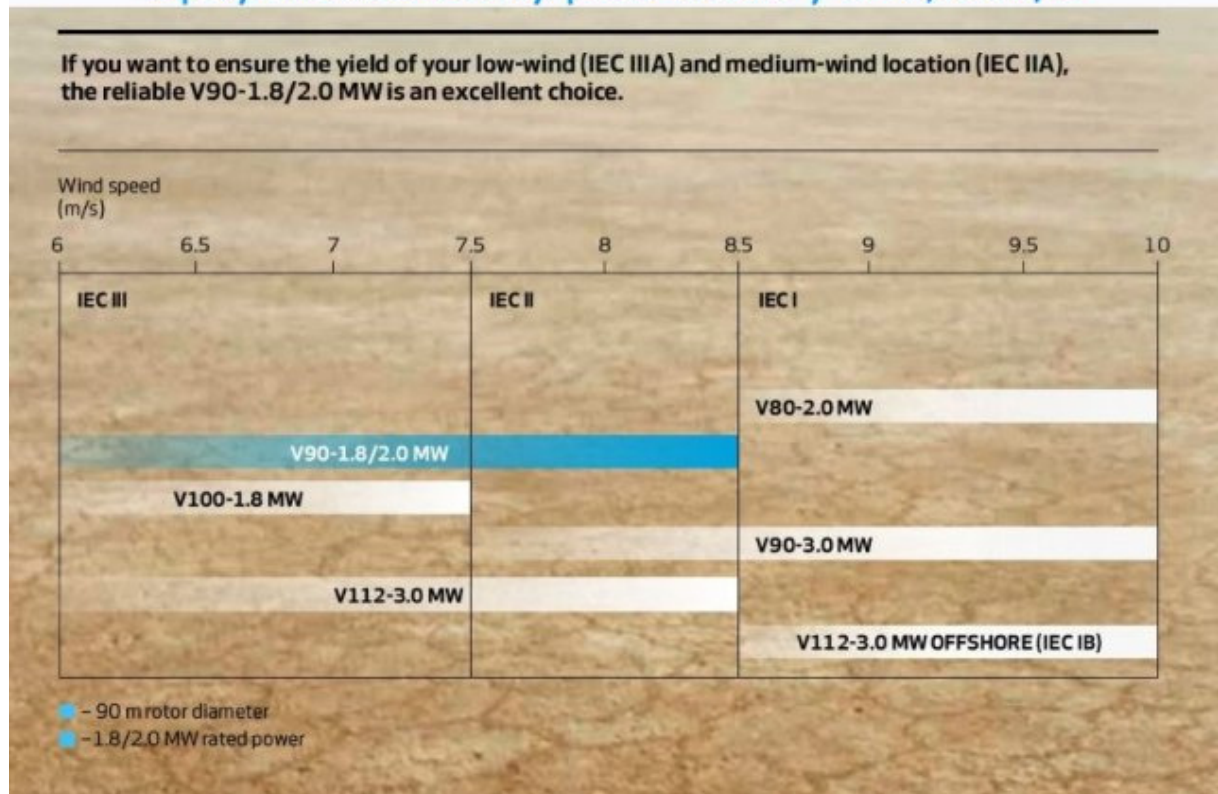 If you want to ensure the yield of your low-wind (IEC IIIA) and medium-wind location (IEC IIA),
the reliable V90-1.8/2.0 MW is an excellent choice.
Wind speed
(m/s)
6 6.5 7 7.5 8 8.5 9 9.5 10
IEC III IEC II IEC I
V80-2.0 MW
V90-1.8/2.0 MW
V100-1.8 MW
V90-3.0 MW
V112-3.0 MW
V112-3.0 MW OFFSHORE (IEC IB)
– 90 m rotor diameter
–1.8/2.0 MW rated power